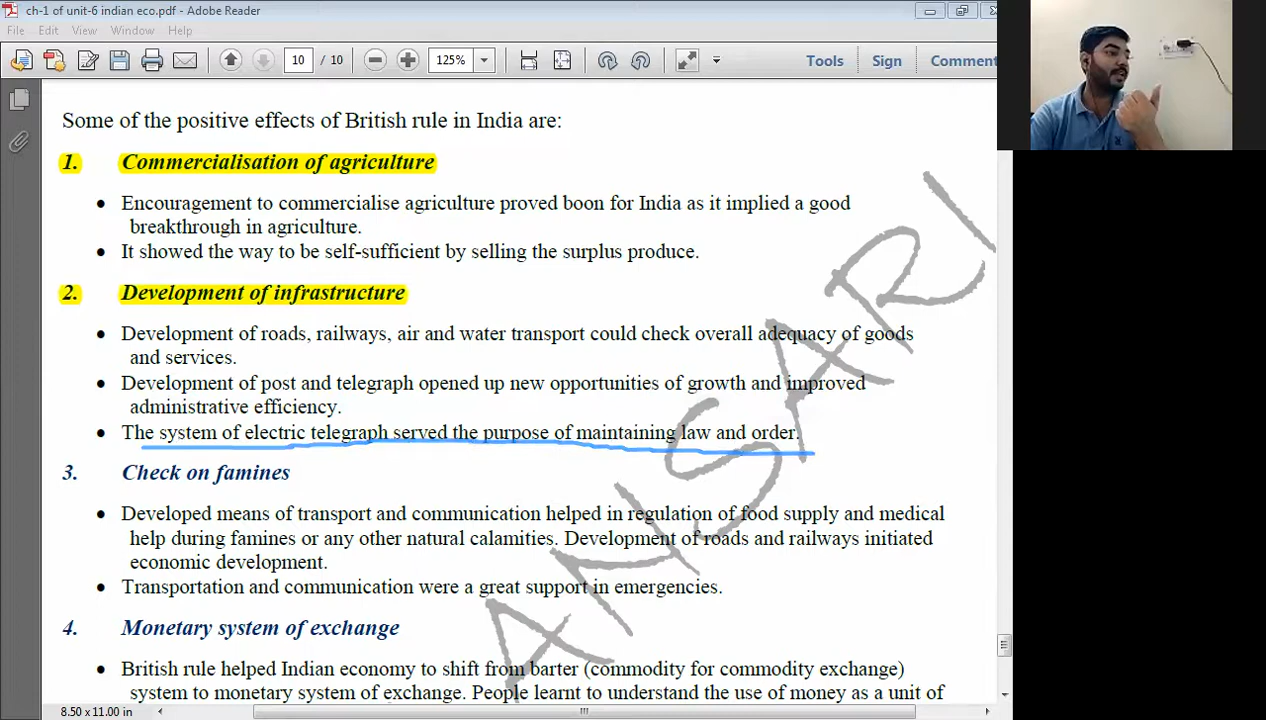 ch-1 of unit-6 indian eco.pdf - Adobe Reader
File Edit View Window Help
10 / 10 125% Tools Sign Comment
Some of the positive effects of British rule in India are:
1. Commercialisation of agriculture
• Encouragement to commercialise agriculture proved boon for India as it implied a good
breakthrough in agriculture.
• It showed the way to be self-sufficient by selling the surplus produce.
2. Development of infrastructure
• Development of roads, railways, air and water transport could check overall adequacy of goods
and services.
• Development of post and telegraph opened up new opportunities of growth and improved
administrative efficiency.
• The system of electric telegraph served the purpose of maintaining law and order.
3. Check on famines
• Developed means of transport and communication helped in regulation of food supply and medical
help during famines or any other natural calamities. Development of roads and railways initiated
economic development.
• Transportation and communication were a great support in emergencies.
4. Monetary system of exchange
• British rule helped Indian economy to shift from barter (commodity for commodity exchange)
system to monetary system of exchange. People learnt to understand the use of money as a unit of
ANSARI
8.50 x 11.00 in